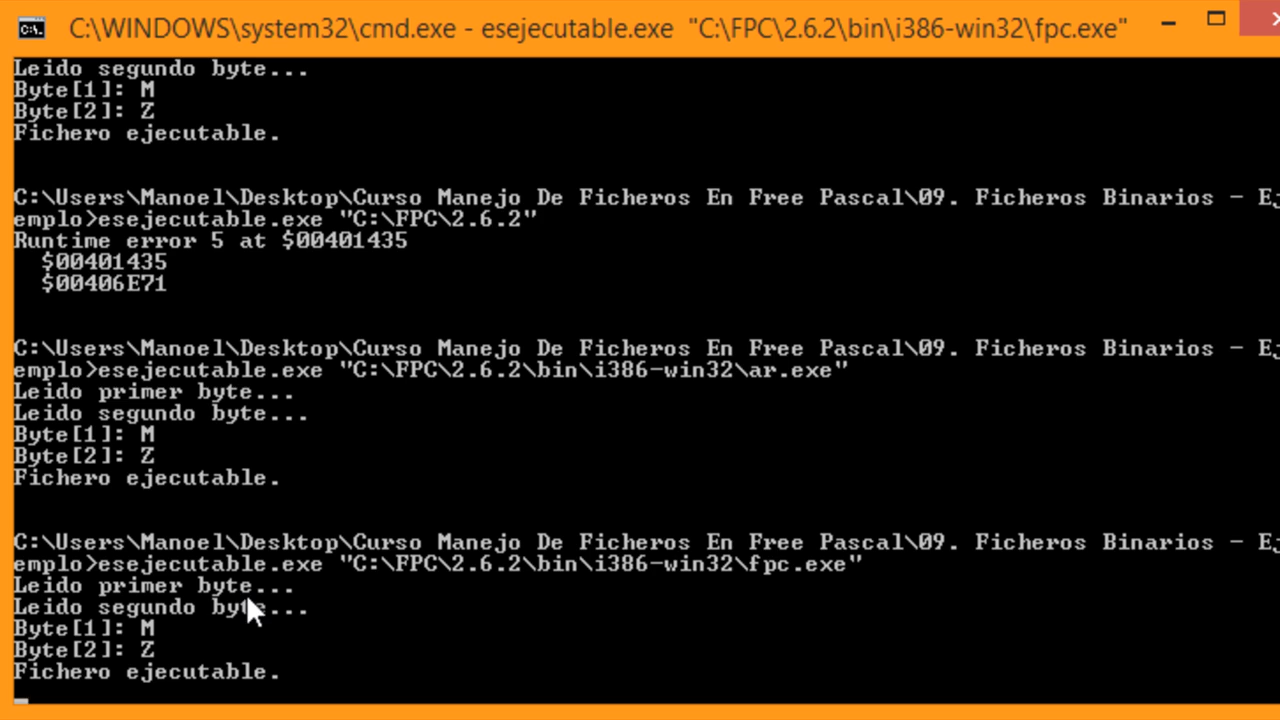 C:\WINDOWS\system32\cmd.exe - esejecutable.exe "C:\FPC\2.6.2\bin\i386-win32\fpc.exe"
Leido segundo byte...
Byte[1]: M
Byte[2]: Z
Fichero ejecutable.
C:\Users\Manoel\Desktop\Curso Manejo De Ficheros En Free Pascal\09. Ficheros Binarios - Ej
emplo>esejecutable.exe "C:\FPC\2.6.2"
Runtime error 5 at $00401435
$00401435
$00406E71
C:\Users\Manoel\Desktop\Curso Manejo De Ficheros En Free Pascal\09. Ficheros Binarios - Ej
emplo>esejecutable.exe "C:\FPC\2.6.2\bin\i386-win32\ar.exe"
Leido primer byte...
Leido segundo byte...
Byte[1]: M
Byte[2]: Z
Fichero ejecutable.
C:\Users\Manoel\Desktop\Curso Manejo De Ficheros En Free Pascal\09. Ficheros Binarios - Ej
emplo>esejecutable.exe "C:\FPC\2.6.2\bin\i386-win32\fpc.exe"
Leido primer byte...
Leido segundo byte...
Byte[1]: M
Byte[2]: Z
Fichero ejecutable.